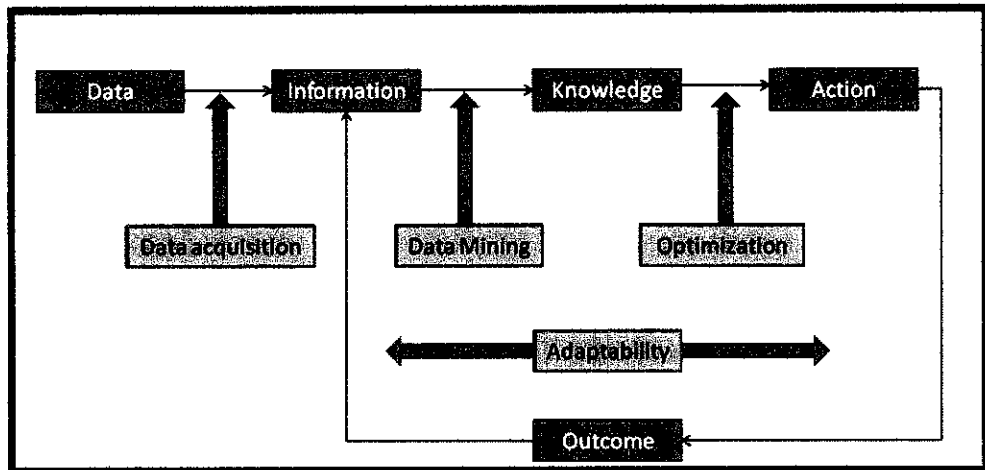 Data
Information
Knowledge
Action
Data acquisition
Data Mining
Optimization
Adaptability
Outcome